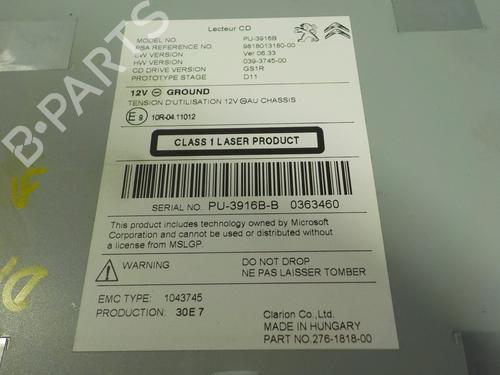 Lecteur CD
MODEL NO. PU-3916B
PSA REFERENCE NO. 9818013180-00
SW VERSION Ver 06.33
HW VERSION 039-3745-00
CD DRIVE VERSION GS1R
PROTOTYPE STAGE D11
12V ⊖ GROUND
TENSION D'UTILISATION 12V ⊖AU CHASSIS
E9 10R-04.11012
CLASS 1 LASER PRODUCT
SERIAL NO. PU-3916B-B 0363460
This product includes technology owned by Microsoft
Corporation and cannot be used or distributed without
a license from MSLGP.
WARNING DO NOT DROP
NE PAS LAISSER TOMBER
EMC TYPE: 1043745
PRODUCTION: 30E7
Clarion Co.,Ltd.
MADE IN HUNGARY
PART NO.276-1818-00
B-PARTS